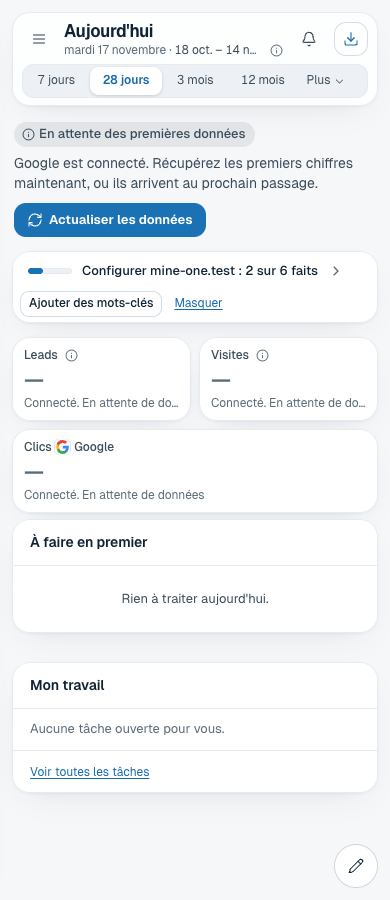 Aujourd'hui
mardi 17 novembre · 18 oct. – 14 n…
7 jours
28 jours
3 mois
12 mois
Plus
En attente des premières données
Google est connecté. Récupérez les premiers chiffres
maintenant, ou ils arrivent au prochain passage.
Actualiser les données
Configurer mine-one.test : 2 sur 6 faits
Ajouter des mots-clés
Masquer
Leads
—
Connecté. En attente de do…
Visites
—
Connecté. En attente de do…
Clics Google
—
Connecté. En attente de données
À faire en premier
Rien à traiter aujourd'hui.
Mon travail
Aucune tâche ouverte pour vous.
Voir toutes les tâches